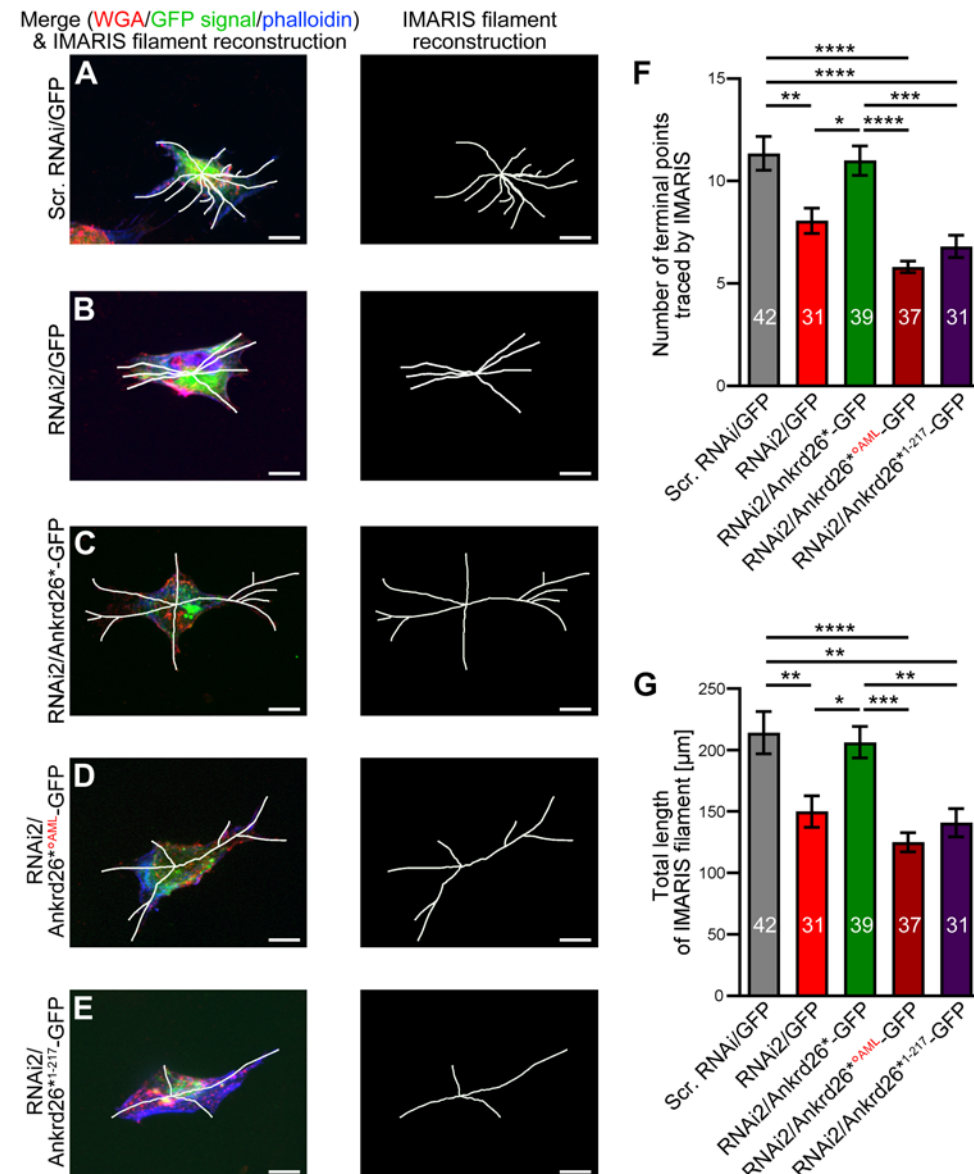 Merge (WGA/GFP signal/phalloidin)
& IMARIS filament reconstruction
IMARIS filament
reconstruction
A
Scr. RNAi/GFP
B
RNAi2/GFP
C
RNAi2/Ankrd26*-GFP
D
RNAi2/
Ankrd26*°AML-GFP
E
RNAi2/
Ankrd26*1-217-GFP
F
****
****
** ***
* ****
Number of terminal points
traced by IMARIS
15
10
5
0
42 31 39 37 31
Scr. RNAi/GFP
RNAi2/GFP
RNAi2/Ankrd26*-GFP
RNAi2/Ankrd26*°AML-GFP
RNAi2/Ankrd26*1-217-GFP
G
****
**
** **
* ***
Total length
of IMARIS filament [µm]
250
200
150
100
50
0
42 31 39 37 31
Scr. RNAi/GFP
RNAi2/GFP
RNAi2/Ankrd26*-GFP
RNAi2/Ankrd26*°AML-GFP
RNAi2/Ankrd26*1-217-GFP